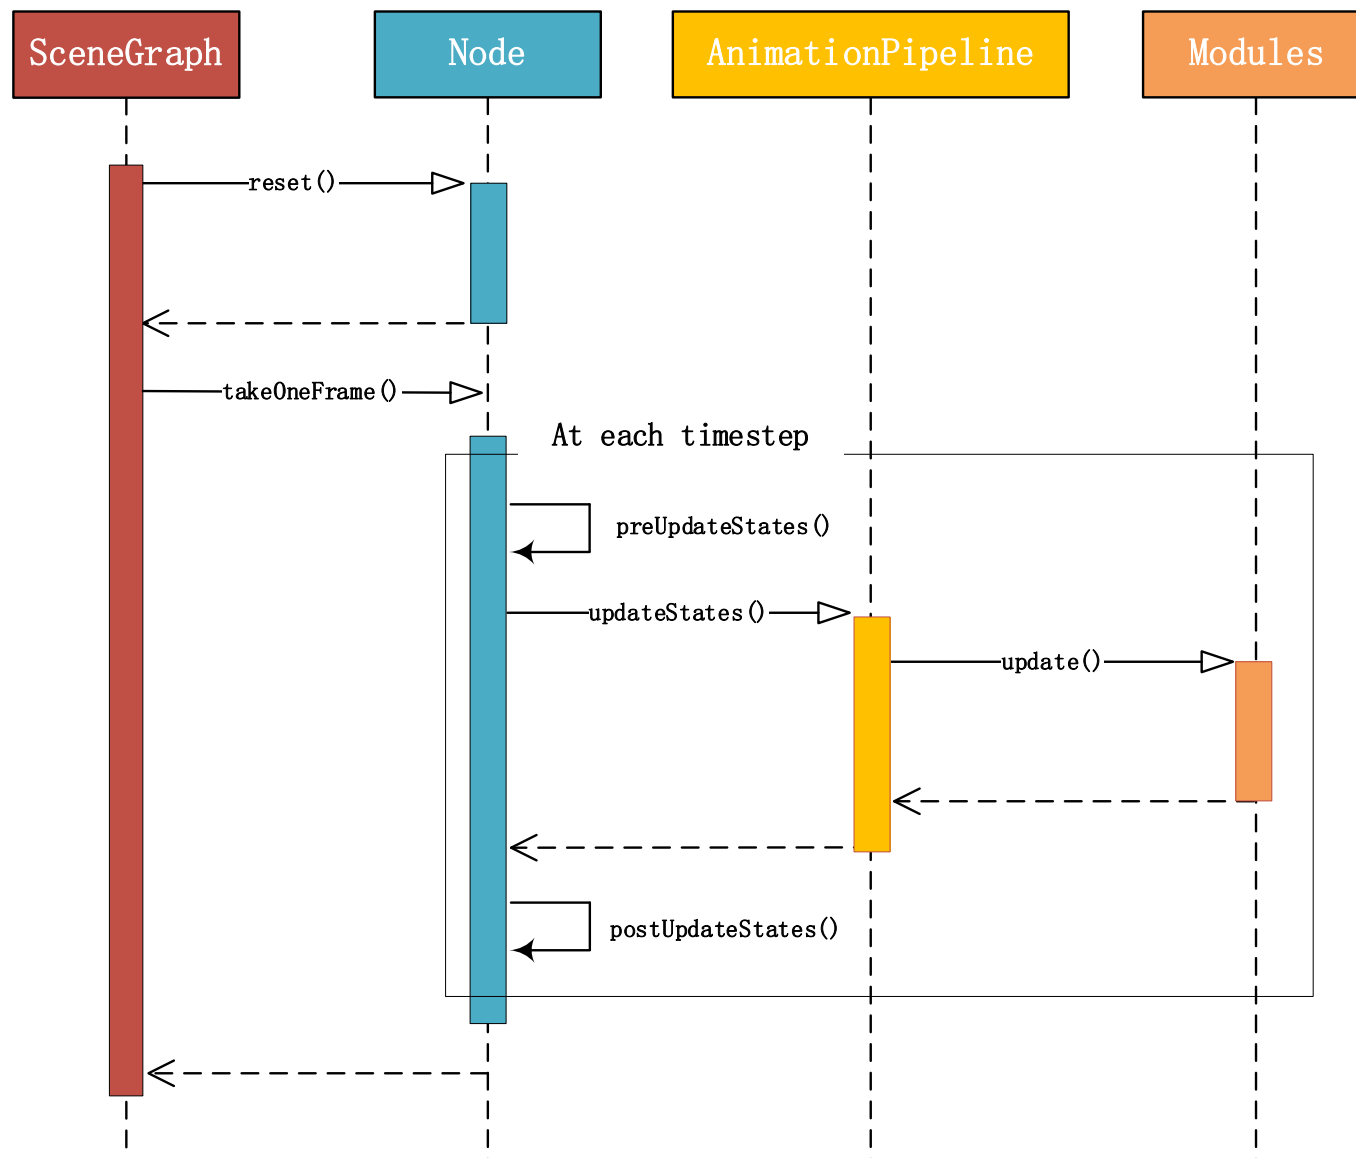 SceneGraph
Node
AnimationPipeline
Modules
reset()
takeOneFrame()
At each timestep
preUpdateStates()
updateStates()
update()
postUpdateStates()